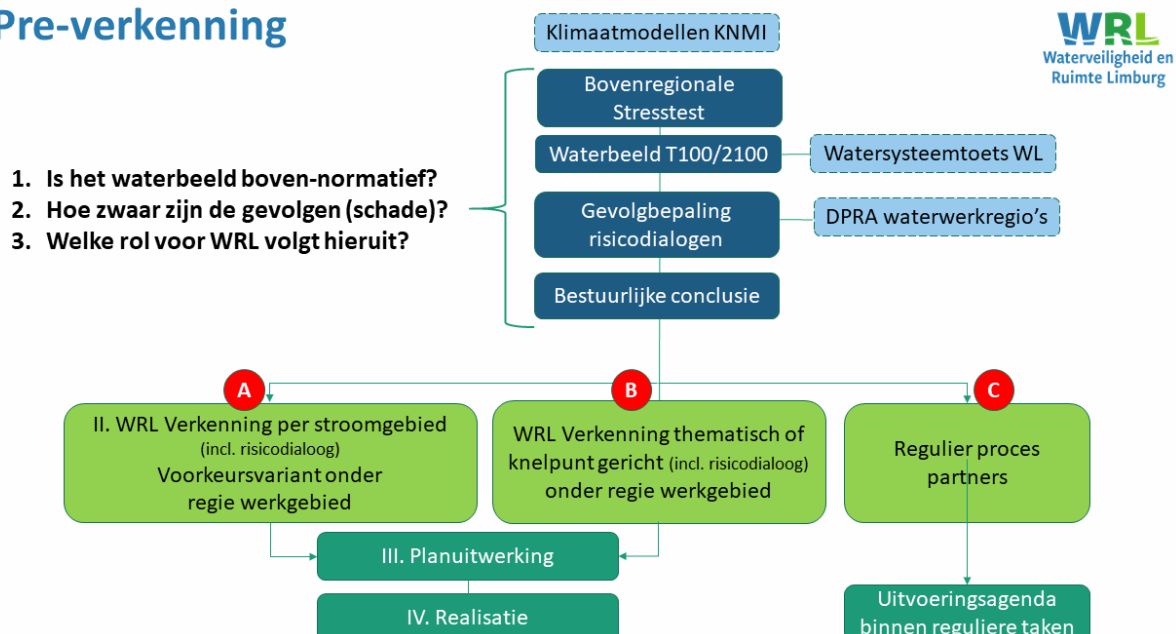 Pre-verkenning
Klimaatmodellen KNMI
WRL
Waterveiligheid en
Ruimte Limburg
Bovenregionale
Stresstest
Waterbeeld T100/2100
Watersysteemtoets WL
1. Is het waterbeeld boven-normatief?
2. Hoe zwaar zijn de gevolgen (schade)?
3. Welke rol voor WRL volgt hieruit?
Gevolgbepaling
risicodialogen
DPRA waterwerkregio's
Bestuurlijke conclusie
A
II. WRL Verkenning per stroomgebied
(incl. risicodialoog)
Voorkeursvariant onder
regie werkgebied
B
WRL Verkenning thematisch of
knelpunt gericht (incl. risicodialoog)
onder regie werkgebied
C
Regulier proces
partners
III. Planuitwerking
IV. Realisatie
Uitvoeringsagenda
binnen reguliere taken